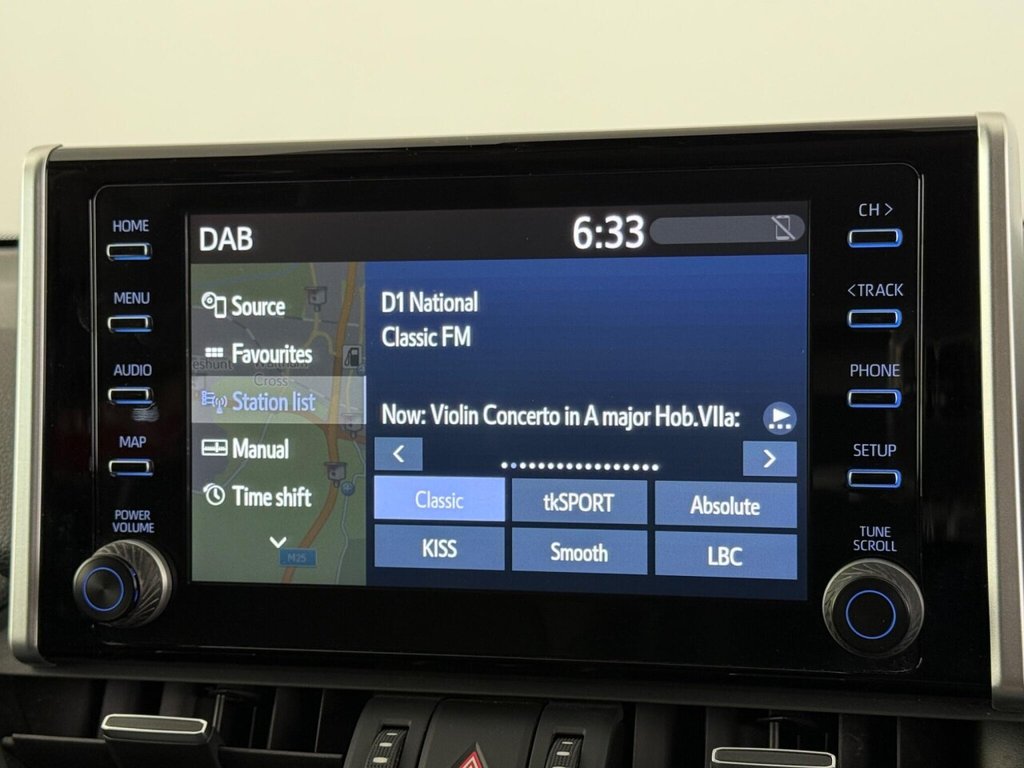 HOME
MENU
AUDIO
MAP
POWER
VOLUME
DAB
6:33
Source
Favourites
Cross
Station list
Manual
Time shift
M25
D1 National
Classic FM
Now: Violin Concerto in A major Hob.VIIa:
<
>
Classic
tkSPORT
Absolute
KISS
Smooth
LBC
CH >
<TRACK
PHONE
SETUP
TUNE
SCROLL